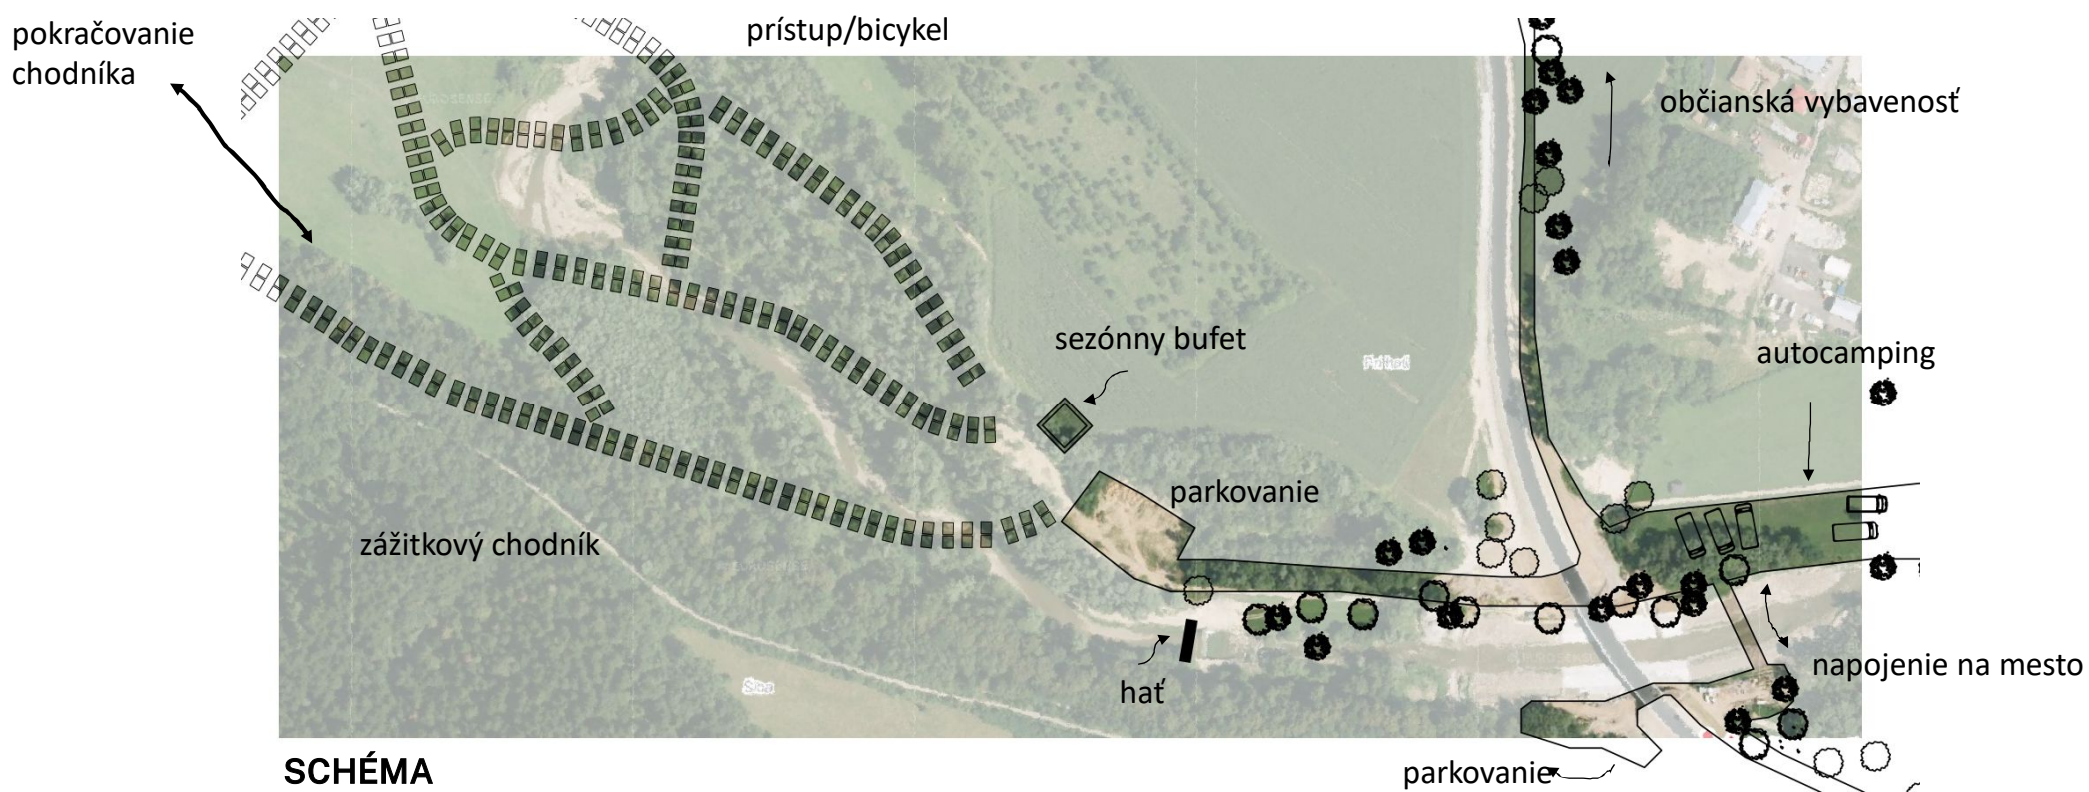 pokračovanie
chodníka
prístup/bicykel
občianská vybavenosť
sezónny bufet
autocamping
parkovanie
zážitkový chodník
napojenie na mesto
hať
parkovanie
SCHÉMA